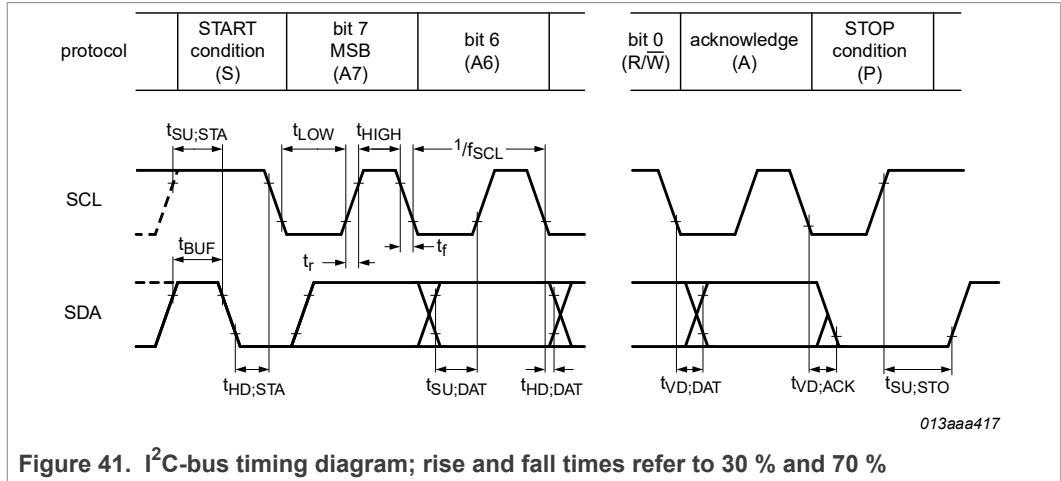 protocol
START
condition
(S)
bit 7
MSB
(A7)
bit 6
(A6)
bit 0
(R/W̅)
acknowledge
(A)
STOP
condition
(P)
tSU;STA
tLOW
tHIGH
1/fSCL
SCL
tBUF
tr
tf
SDA
tHD;STA
tSU;DAT
tHD;DAT
tVD;DAT
tVD;ACK
tSU;STO
013aaa417
Figure 41. I²C-bus timing diagram; rise and fall times refer to 30 % and 70 %